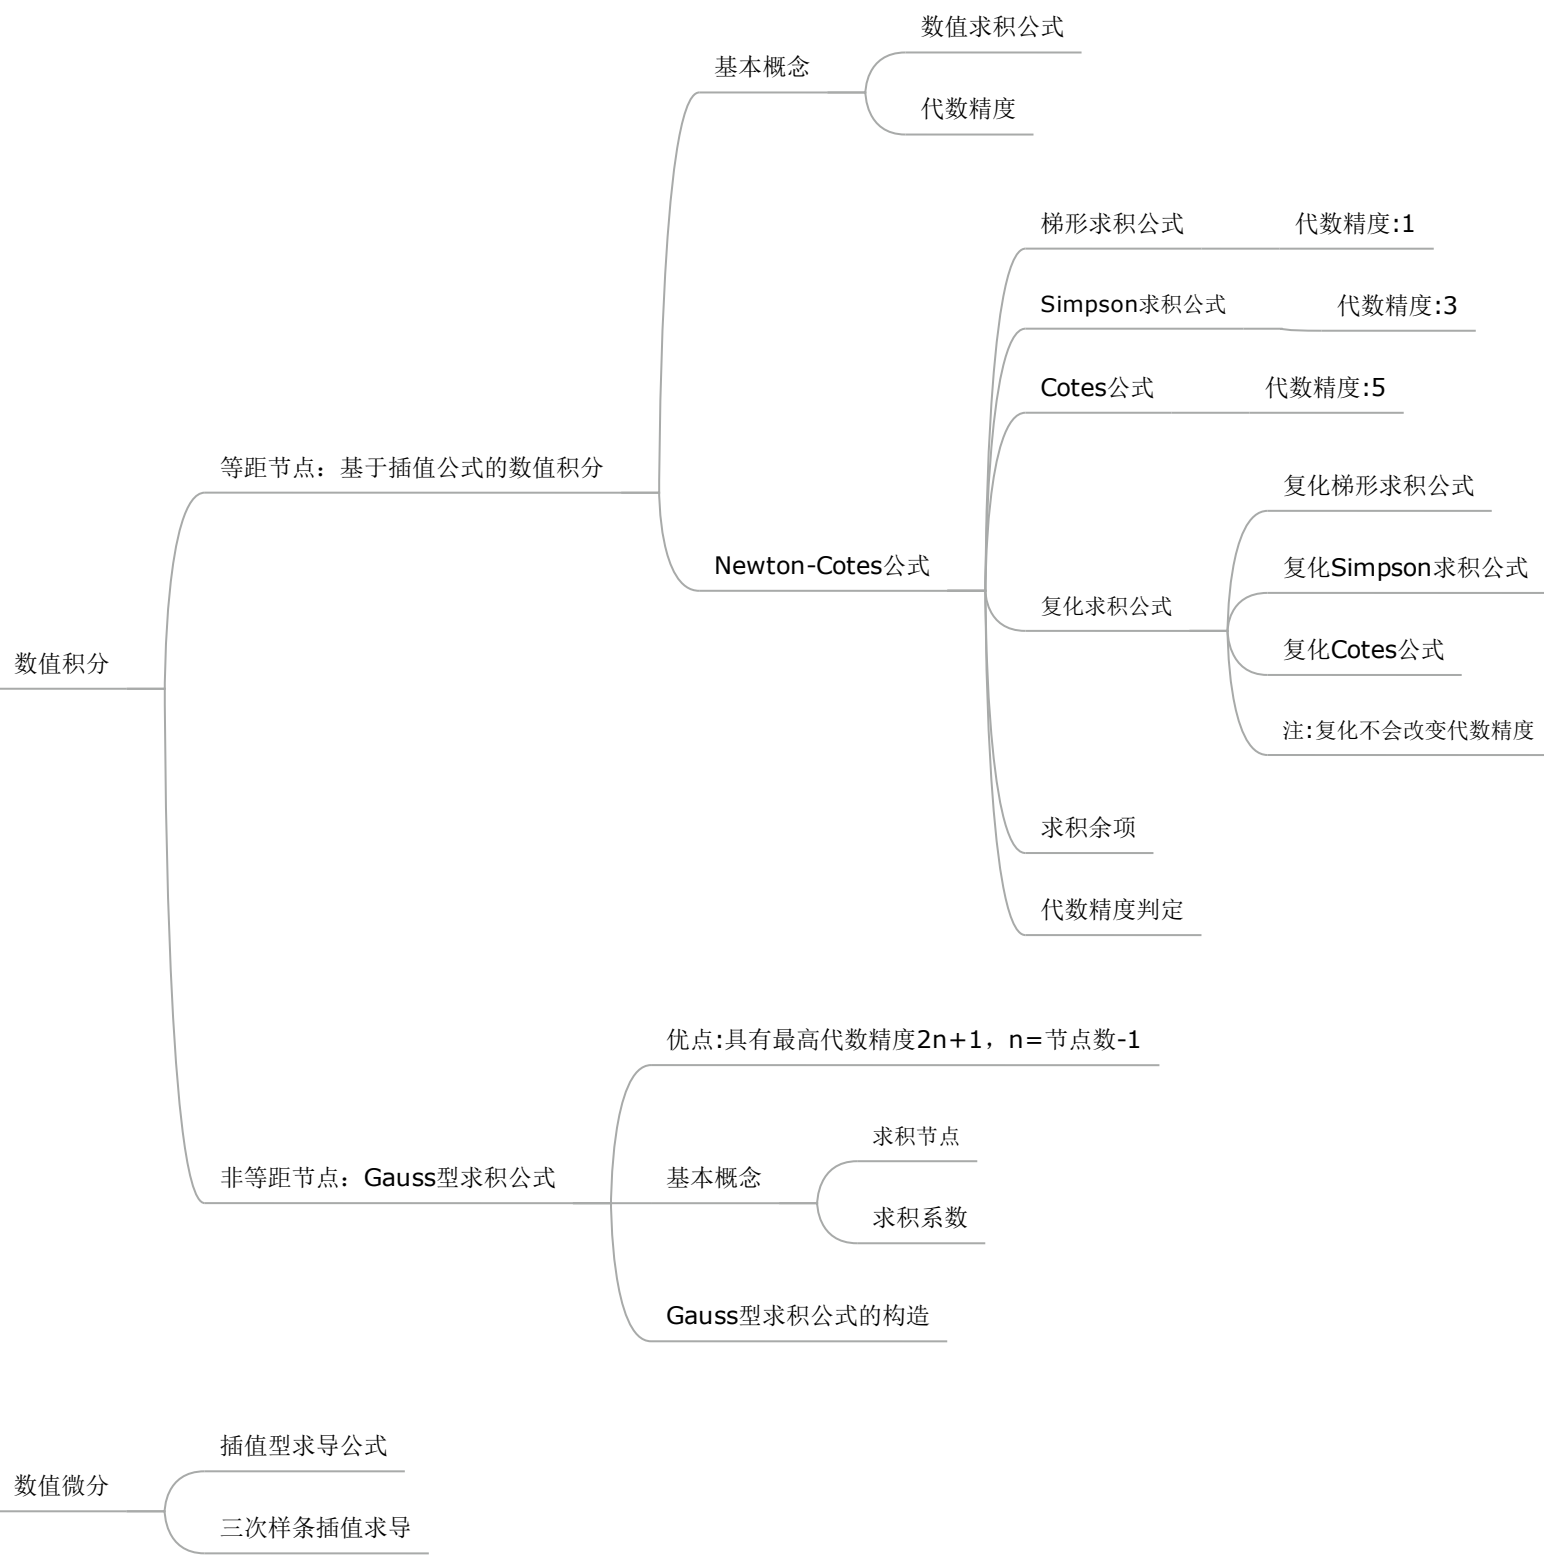 数值求积公式
基本概念
代数精度
梯形求积公式 代数精度:1
Simpson求积公式 代数精度:3
Cotes公式 代数精度:5
等距节点：基于插值公式的数值积分
复化梯形求积公式
Newton-Cotes公式
复化Simpson求积公式
复化求积公式
复化Cotes公式
数值积分
注:复化不会改变代数精度
求积余项
代数精度判定
优点:具有最高代数精度2n+1，n=节点数-1
求积节点
非等距节点：Gauss型求积公式
基本概念
求积系数
Gauss型求积公式的构造
插值型求导公式
数值微分
三次样条插值求导